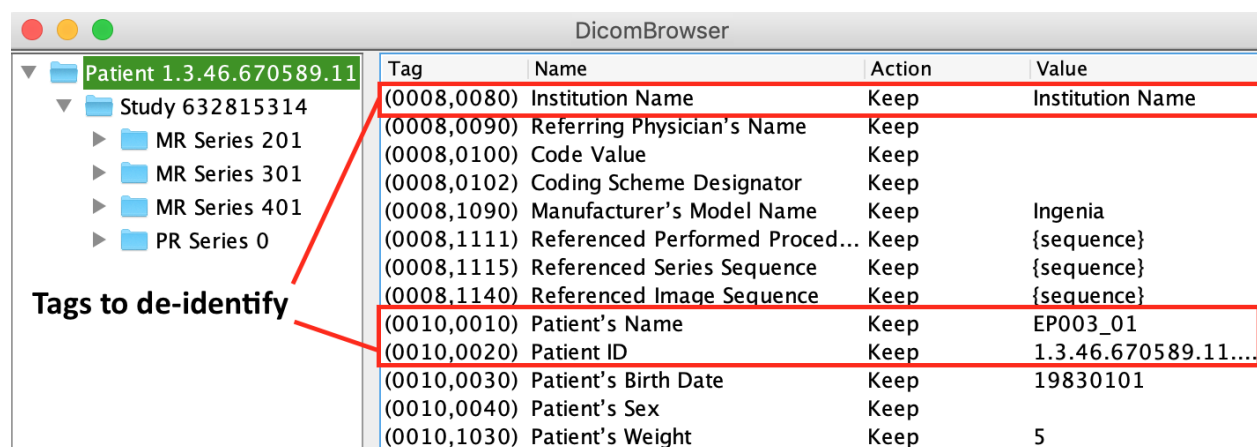 DicomBrowser
Patient 1.3.46.670589.11
Study 632815314
MR Series 201
MR Series 301
MR Series 401
PR Series 0
Tags to de-identify
Tag Name Action Value
(0008,0080) Institution Name Keep Institution Name
(0008,0090) Referring Physician's Name Keep
(0008,0100) Code Value Keep
(0008,0102) Coding Scheme Designator Keep
(0008,1090) Manufacturer's Model Name Keep Ingenia
(0008,1111) Referenced Performed Proced... Keep {sequence}
(0008,1115) Referenced Series Sequence Keep {sequence}
(0008,1140) Referenced Image Sequence Keep {sequence}
(0010,0010) Patient's Name Keep EP003_01
(0010,0020) Patient ID Keep 1.3.46.670589.11....
(0010,0030) Patient's Birth Date Keep 19830101
(0010,0040) Patient's Sex Keep
(0010,1030) Patient's Weight Keep 5